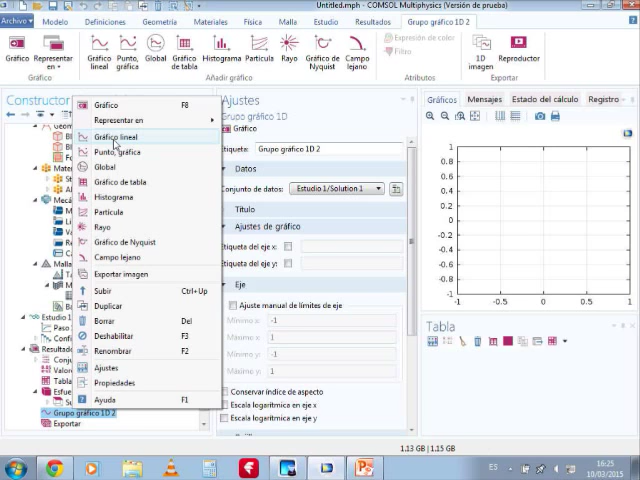 Untitled.mph - COMSOL Multiphysics (Versión de prueba)
Archivo Modelo Definiciones Geometría Materiales Física Malla Estudio Resultados Grupo gráfico 1D 2
Gráfico Representar en Gráfico lineal Punto, gráfica Global Gráfico de tabla Histograma Partícula Rayo Gráfico de Nyquist Campo lejano Expresión de color Filtro 1D imagen Reproductor
Gráfico Añadir gráfico Atributos Exportar
Constructor
Gráfico F8
Representar en
Gráfico lineal
Punto, gráfica
Global
Gráfico de tabla
Histograma
Partícula
Rayo
Gráfico de Nyquist
Campo lejano
Exportar imagen
Subir Ctrl+Up
Duplicar
Borrar Del
Deshabilitar F3
Renombrar F2
Ajustes
Propiedades
Ayuda F1
Estudio 1
Paso
Grupo gráfico 1D 2
Exportar
Ajustes
Grupo gráfico 1D
Gráfico
Etiqueta: Grupo gráfico 1D 2
Datos
Conjunto de datos: Estudio 1/Solution 1
Título
Ajustes de gráfico
Etiqueta del eje x:
Etiqueta del eje y:
Eje
Ajuste manual de límites de eje
Mínimo x: -1
Máximo x: 1
Mínimo y: -1
Máximo y: 1
Conservar índice de aspecto
Escala logarítmica en eje x
Escala logarítmica en eje y
Gráficos Mensajes Estado del cálculo Registro
1
0.8
0.6
0.4
0.2
0
-0.2
-0.4
-0.6
-0.8
-1
-1 -0.5 0 0.5 1
Tabla
1.13 GB | 1.15 GB
ES
16:25
10/03/2015